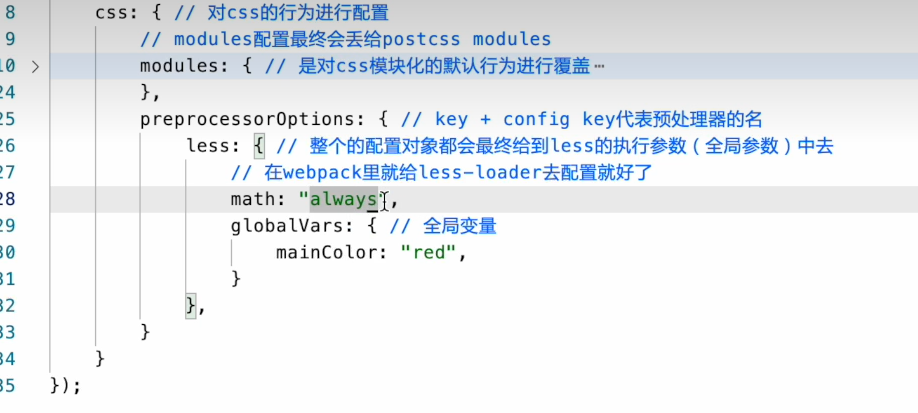 8 css: { // 对css的行为进行配置
9 // modules配置最终会丢给postcss modules
10 > modules: { // 是对css模块化的默认行为进行覆盖…
24 },
25 preprocessorOptions: { // key + config key代表预处理器的名
26 less: { // 整个的配置对象都会最终给到less的执行参数（全局参数）中去
27 // 在webpack里就给less-loader去配置就好了
28 math: "always",
29 globalVars: { // 全局变量
30 mainColor: "red",
31 }
32 },
33 }
34 }
35 });